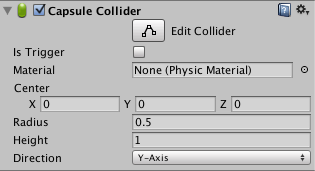 Capsule Collider
Edit Collider
Is Trigger
Material None (Physic Material)
Center
X 0 Y 0 Z 0
Radius 0.5
Height 1
Direction Y-Axis